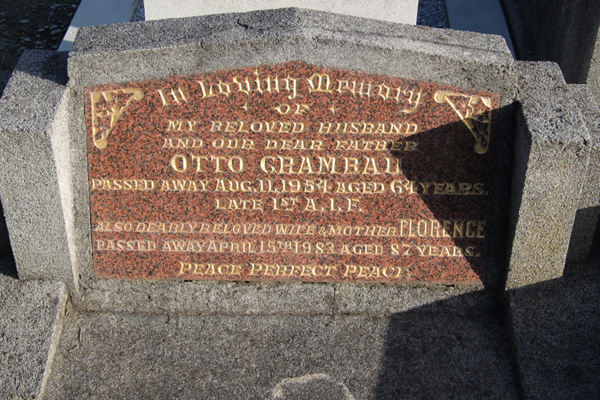 In Loving Memory
OF
MY BELOVED HUSBAND
AND OUR DEAR FATHER
OTTO GRAMBAU
PASSED AWAY AUG. 11, 1954. AGED 64 YEARS.
LATE 1ST A.I.F.
ALSO DEARLY BELOVED WIFE & MOTHER FLORENCE
PASSED AWAY APRIL 15TH 1983 AGED 87 YEARS.
PEACE PERFECT PEACE